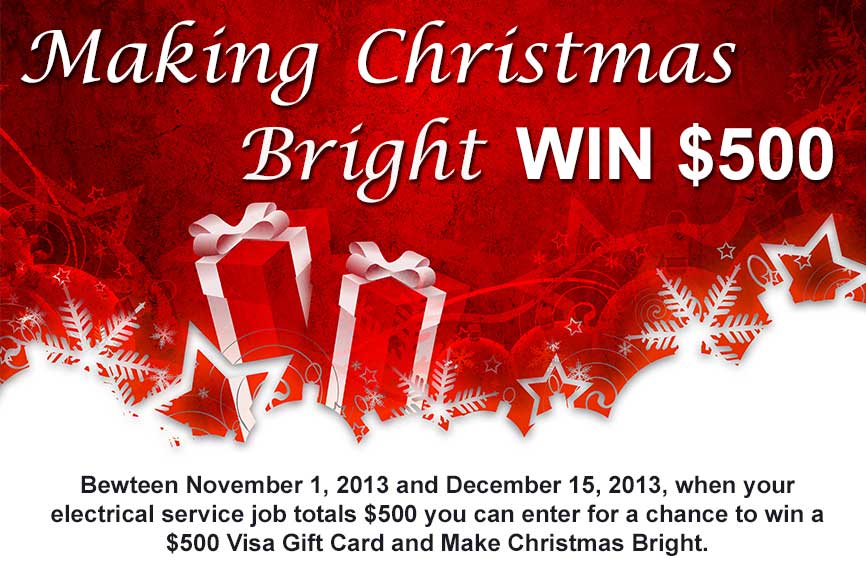 Making Christmas
Bright WIN $500
Bewteen November 1, 2013 and December 15, 2013, when your
electrical service job totals $500 you can enter for a chance to win a
$500 Visa Gift Card and Make Christmas Bright.